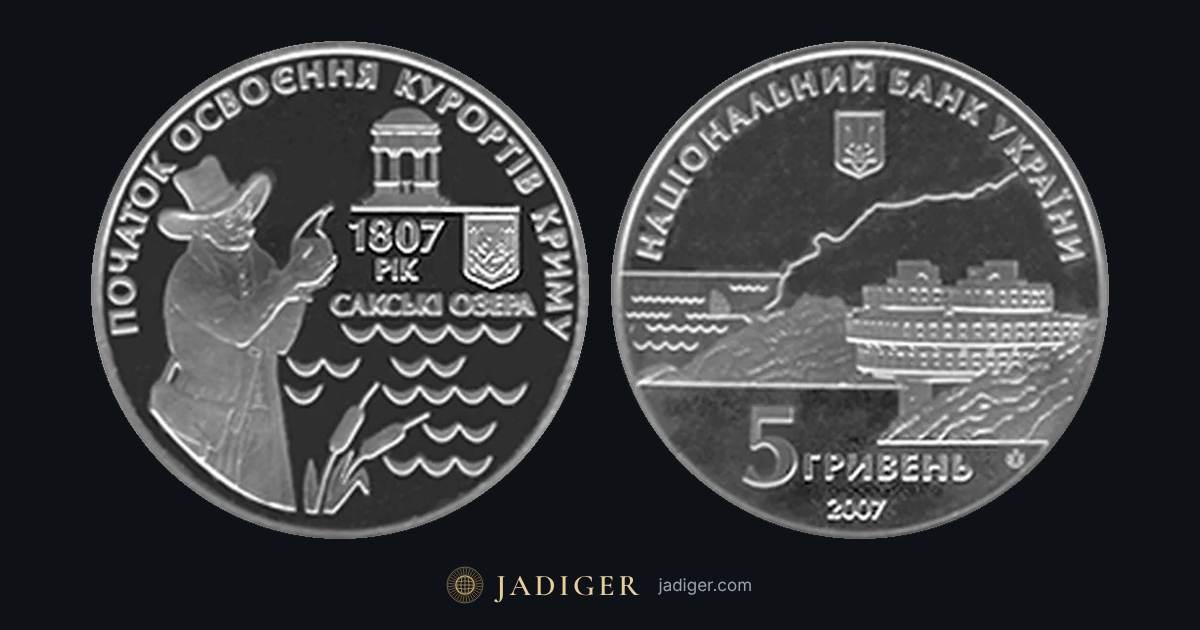 ПОЧАТОК ОСВОЄННЯ КУРОРТІВ КРИМУ
1807
РІК
САКСЬКІ ОЗЕРА
НАЦІОНАЛЬНИЙ БАНК УКРАЇНИ
5 ГРИВЕНЬ
2007
JADIGER jadiger.com